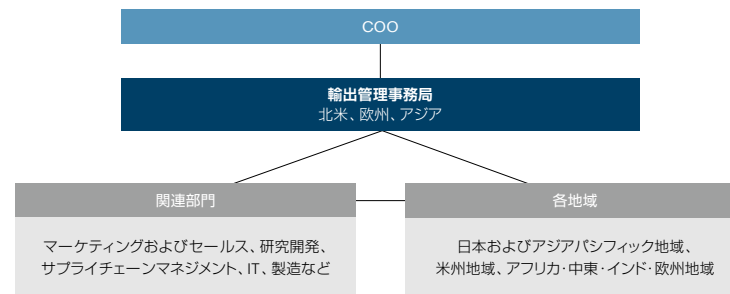 COO
輸出管理事務局
北米、欧州、アジア
関連部門
マーケティングおよびセールス、研究開発、
サプライチェーンマネジメント、IT、製造など
各地域
日本およびアジアパシフィック地域、
米州地域、アフリカ・中東・インド・欧州地域